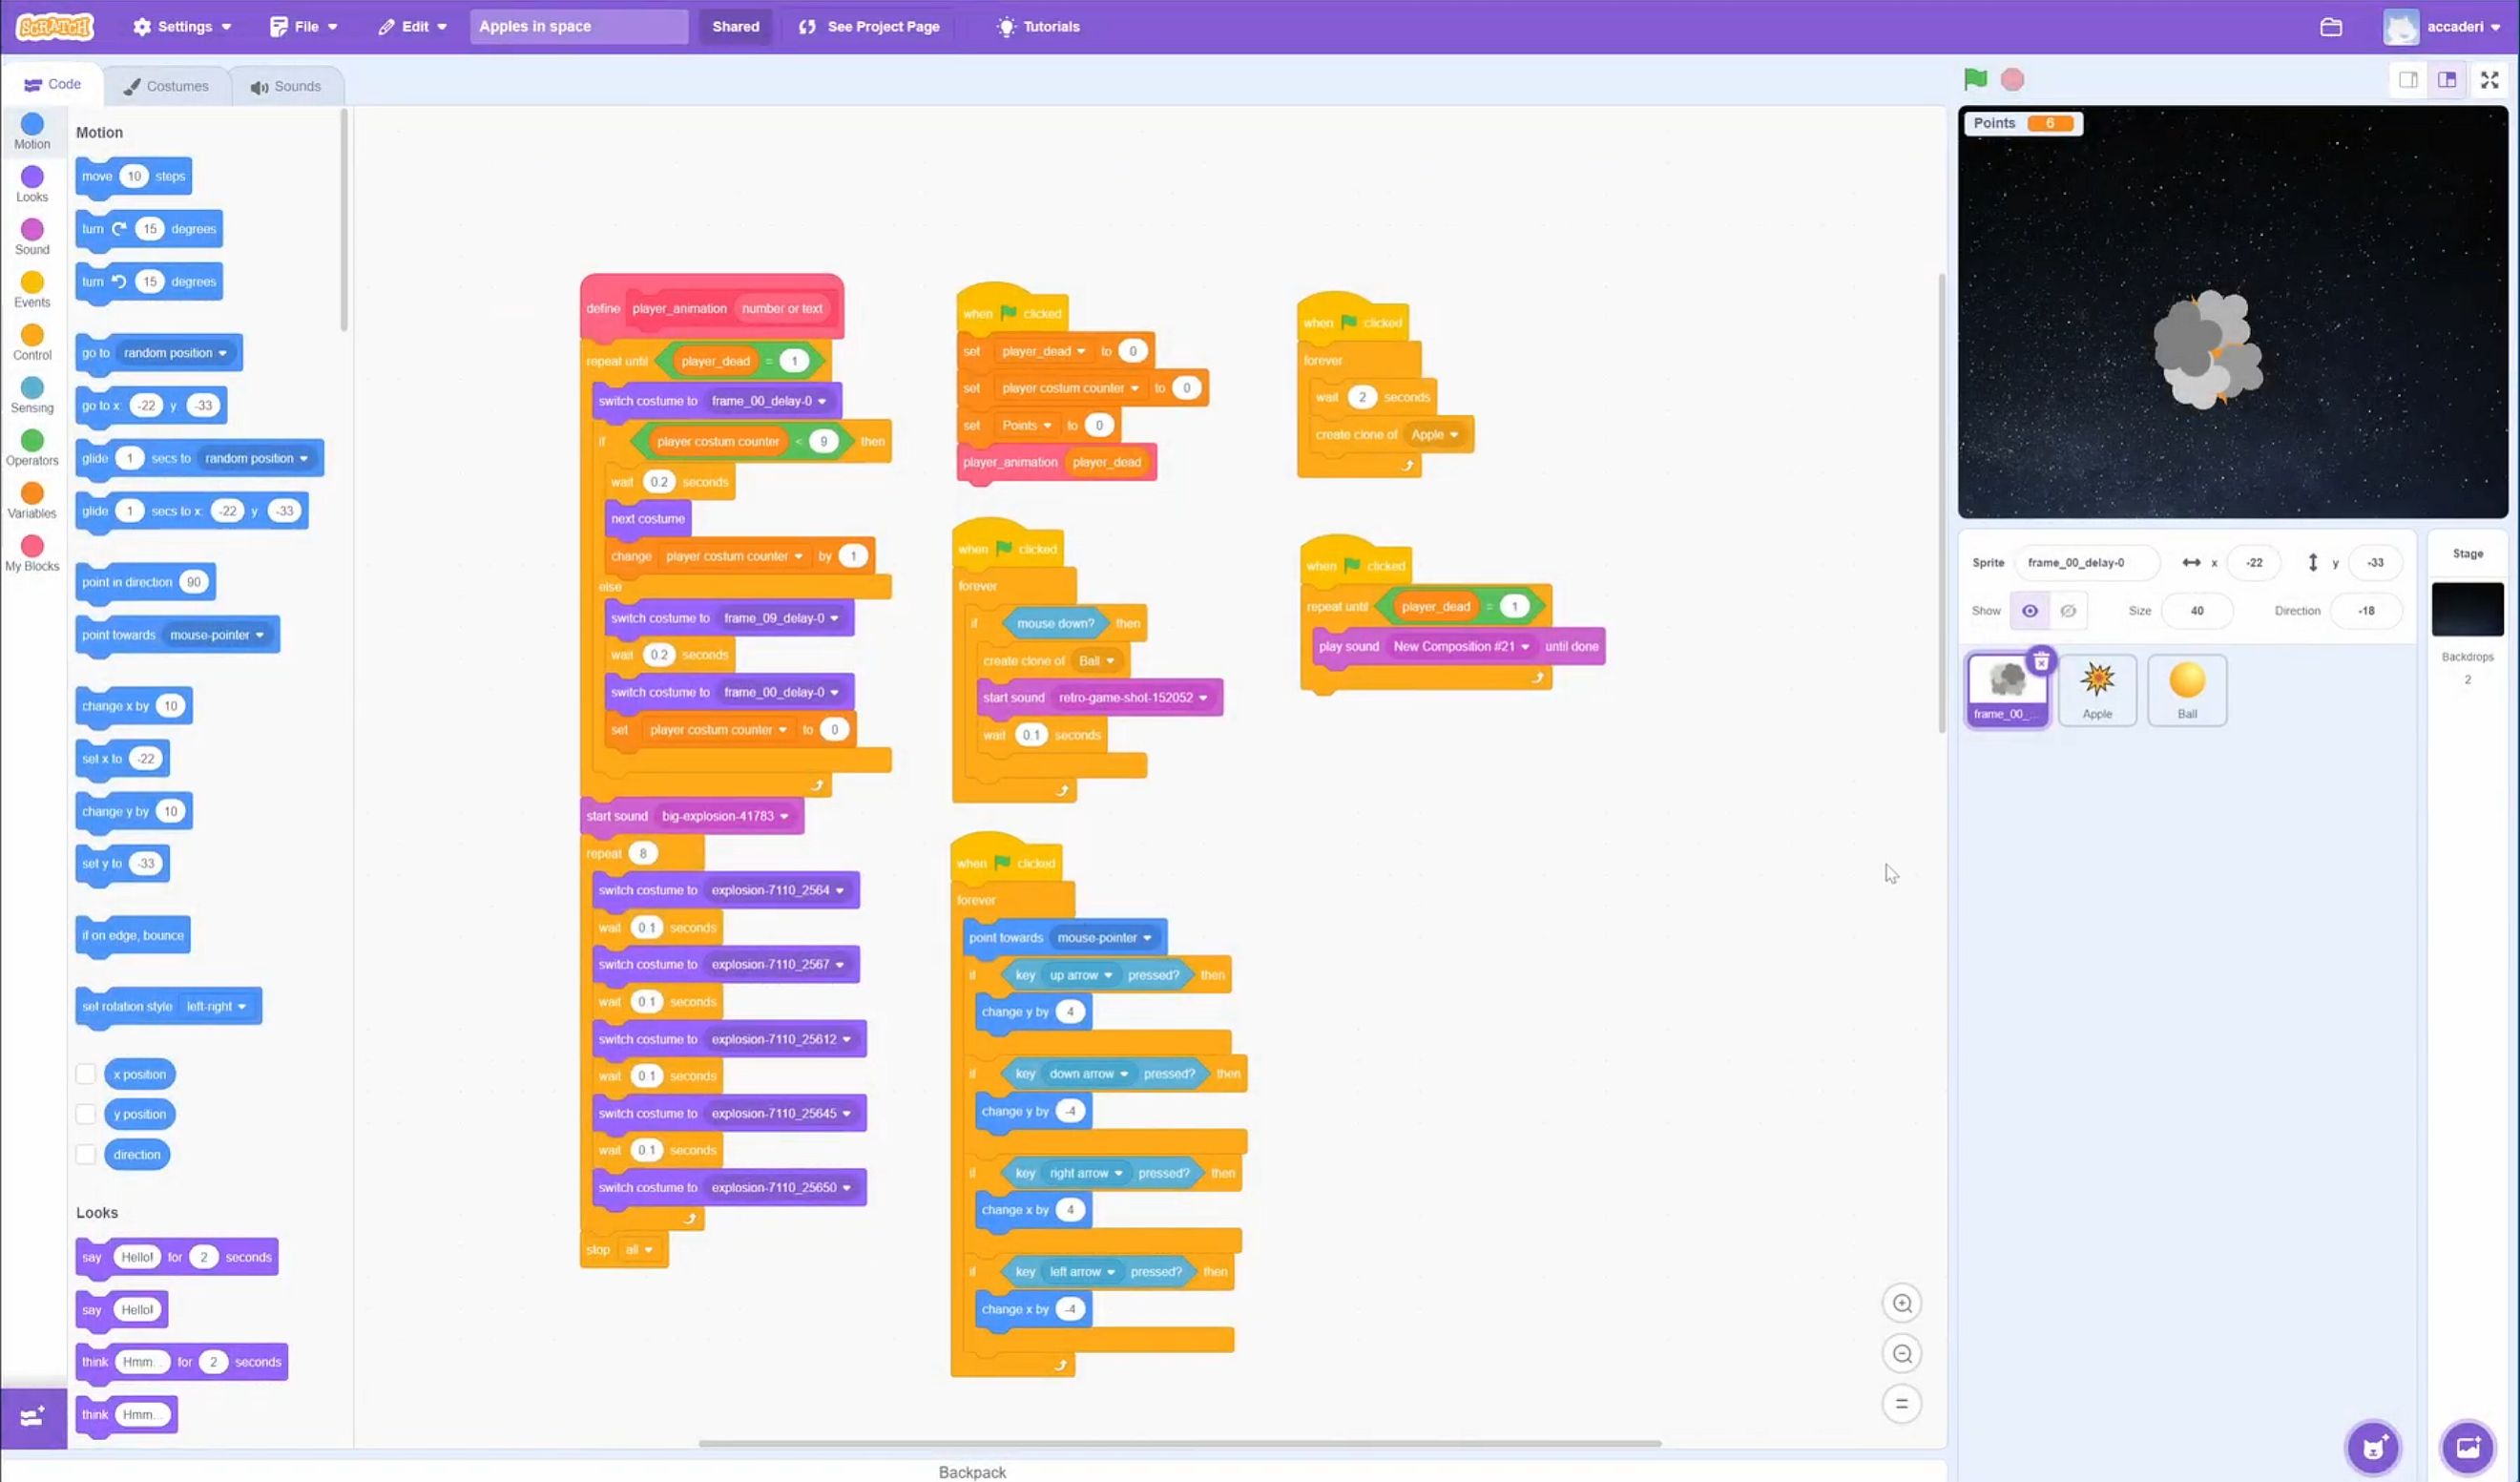 SCRATCH
Settings
File
Edit
Apples in space
Shared
See Project Page
Tutorials
accaderi
Code
Costumes
Sounds
Motion
Looks
Sound
Events
Control
Sensing
Operators
Variables
My Blocks
Motion
move 10 steps
turn 15 degrees
turn 15 degrees
go to random position
go to x: -22 y: -33
glide 1 secs to random position
glide 1 secs to x: -22 y: -33
point in direction 90
point towards mouse-pointer
change x by 10
set x to -22
change y by 10
set y to -33
if on edge, bounce
set rotation style left-right
x position
y position
direction
Looks
say Hello! for 2 seconds
say Hello!
think Hmm... for 2 seconds
think Hmm...
define player_animation number or text
repeat until player_dead = 1
switch costume to frame_00_delay-0
if player costum counter < 9 then
wait 0.2 seconds
next costume
change player costum counter by 1
else
switch costume to frame_09_delay-0
wait 0.2 seconds
switch costume to frame_00_delay-0
set player costum counter to 0
start sound big-explosion-41783
repeat 8
switch costume to explosion-7110_2564
wait 0.1 seconds
switch costume to explosion-7110_2567
wait 0.1 seconds
switch costume to explosion-7110_25612
wait 0.1 seconds
switch costume to explosion-7110_25645
wait 0.1 seconds
switch costume to explosion-7110_25650
stop all
when clicked
set player_dead to 0
set player costum counter to 0
set Points to 0
player_animation player_dead
when clicked
forever
if mouse down? then
create clone of Ball
start sound retro-game-shot-152052
wait 0.1 seconds
when clicked
forever
point towards mouse-pointer
if key up arrow pressed? then
change y by 4
if key down arrow pressed? then
change y by -4
if key right arrow pressed? then
change x by 4
if key left arrow pressed? then
change x by -4
when clicked
forever
wait 2 seconds
create clone of Apple
when clicked
repeat until player_dead = 1
play sound New Composition #21 until done
Points 6
Sprite frame_00_delay-0 x -22 y -33
Show Size 40 Direction -18
frame_00_...
Apple
Ball
Stage
Backdrops
2
Backpack